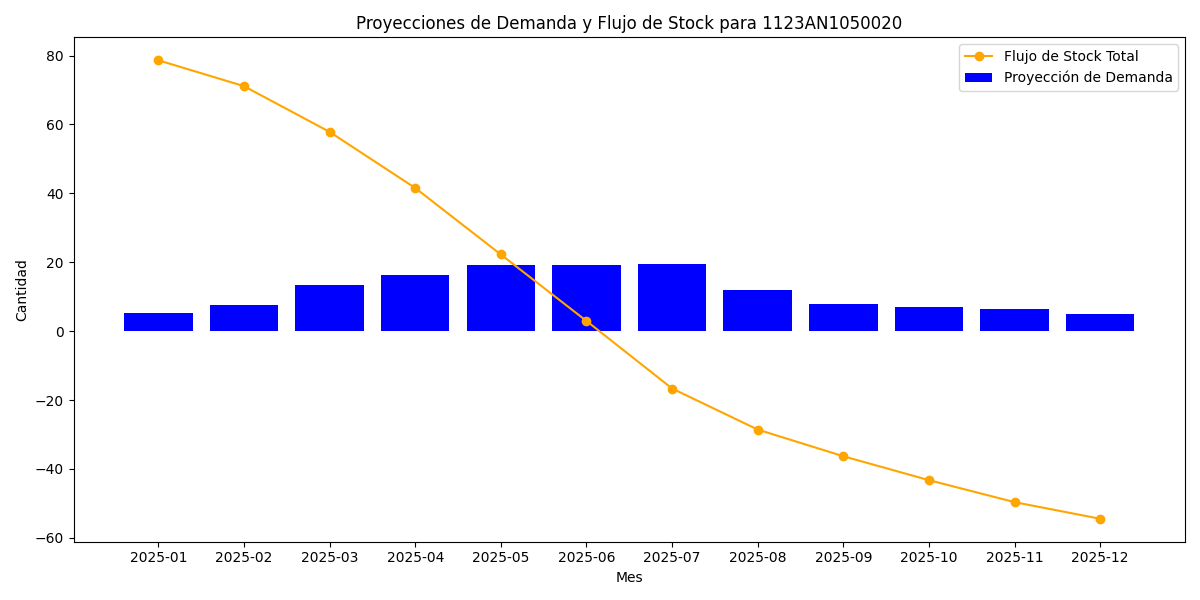 Proyecciones de Demanda y Flujo de Stock para 1123AN1050020
Flujo de Stock Total
Proyección de Demanda
Cantidad
80
60
40
20
0
−20
−40
−60
2025-01 2025-02 2025-03 2025-04 2025-05 2025-06 2025-07 2025-08 2025-09 2025-10 2025-11 2025-12
Mes